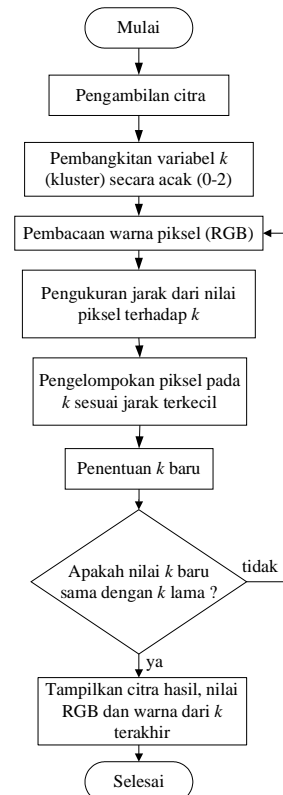 Mulai
Pengambilan citra
Pembangkitan variabel k
(kluster) secara acak (0-2)
Pembacaan warna piksel (RGB)
Pengukuran jarak dari nilai
piksel terhadap k
Pengelompokan piksel pada
k sesuai jarak terkecil
Penentuan k baru
Apakah nilai k baru
sama dengan k lama ?
tidak
ya
Tampilkan citra hasil, nilai
RGB dan warna dari k
terakhir
Selesai